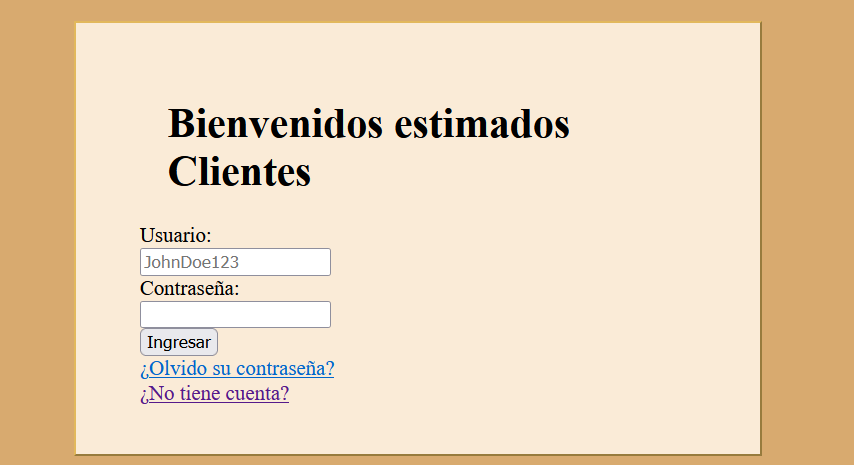 Bienvenidos estimados
Clientes
Usuario:
JohnDoe123
Contraseña:
Ingresar
¿Olvido su contraseña?
¿No tiene cuenta?